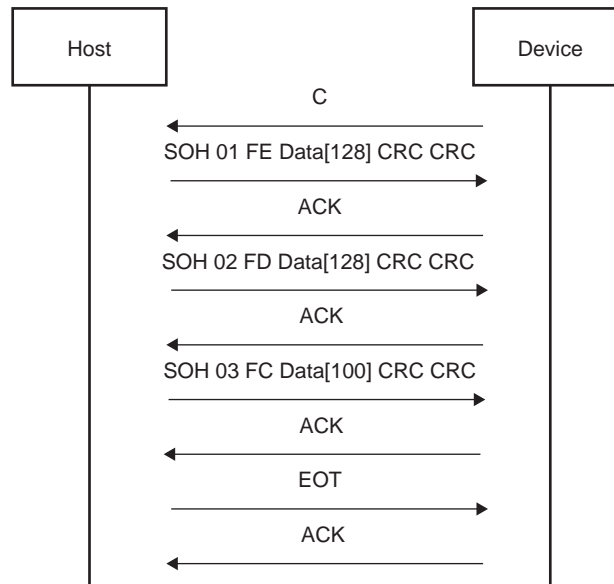 Host
Device
C
SOH 01 FE Data[128] CRC CRC
ACK
SOH 02 FD Data[128] CRC CRC
ACK
SOH 03 FC Data[100] CRC CRC
ACK
EOT
ACK